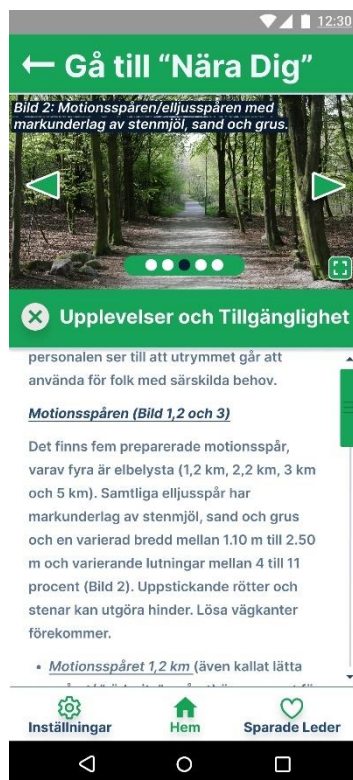 12:30
Gå till “Nära Dig”
Bild 2: Motionsspåren/elljusspåren med
markunderlag av stenmjöl, sand och grus.
Upplevelser och Tillgänglighet
personalen ser till att utrymmet går att
använda för folk med särskilda behov.
Motionsspåren (Bild 1,2 och 3)
Det finns fem preparerade motionsspår,
varav fyra är elbelysta (1,2 km, 2,2 km, 3 km
och 5 km). Samtliga elljusspår har
markunderlag av stenmjöl, sand och grus
och en varierad bredd mellan 1.10 m till 2.50
m och varierande lutningar mellan 4 till 11
procent (Bild 2). Uppstickande rötter och
stenar kan utgöra hinder. Lösa vägkanter
förekommer.
• Motionsspåret 1,2 km (även kallat lätta
Inställningar Hem Sparade Leder